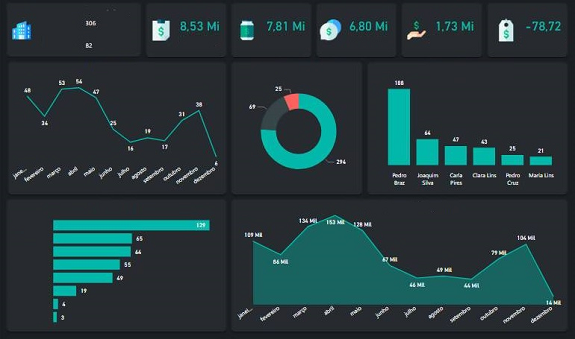 306
82
8,53 Mi
7,81 Mi
6,80 Mi
1,73 Mi
-78,72
48
34
53
54
47
25
16
19
17
31
38
6
janei...
fevereiro
março
abril
maio
junho
julho
agosto
setembro
outubro
novembro
dezembro
25
69
294
188
64
47
43
25
21
Pedro Braz
Joaquim Silva
Carla Pires
Clara Lins
Pedro Cruz
Maria Lins
129
65
64
55
49
19
4
3
109 Mil
86 Mil
134 Mil
153 Mil
128 Mil
67 Mil
46 Mil
49 Mil
44 Mil
79 Mil
104 Mil
14 Mil
janei...
fevereiro
março
abril
maio
junho
julho
agosto
setembro
outubro
novembro
dezembro